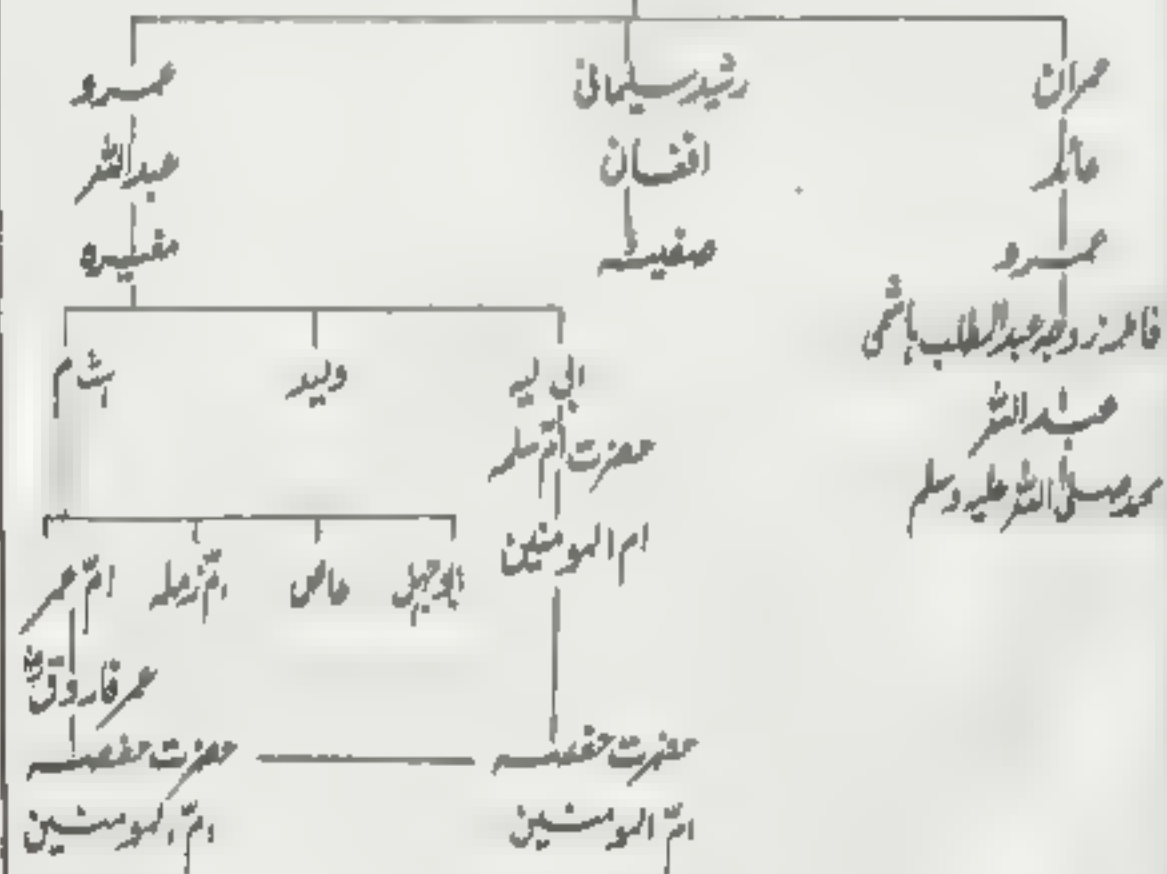 عمران
رشید سلیمانی
عمرو
عائد
افغان
عبداللہ
عمرو
صفیہ
مغیرہ
فاطمہ زوجہ عبدالمطلب ہاشمی
ابی لیہ
ولید
ہشام
عبداللہ
حضرت امّ سلمہ
محمد صلی اللہ علیہ وسلم
ام المومنین
ابوجہل
عاص
امّ رملہ
امّ عمر
عمر فاروقؓ
حضرت حفصہ
حضرت حفصہ
امّ المومنین
امّ المومنین